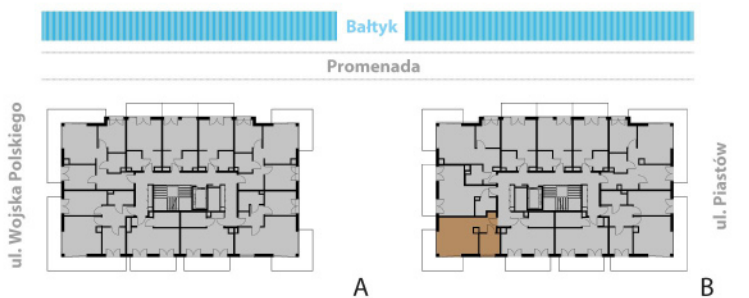 Bałtyk
Promenada
ul. Wojska Polskiego
ul. Piastów
A
B